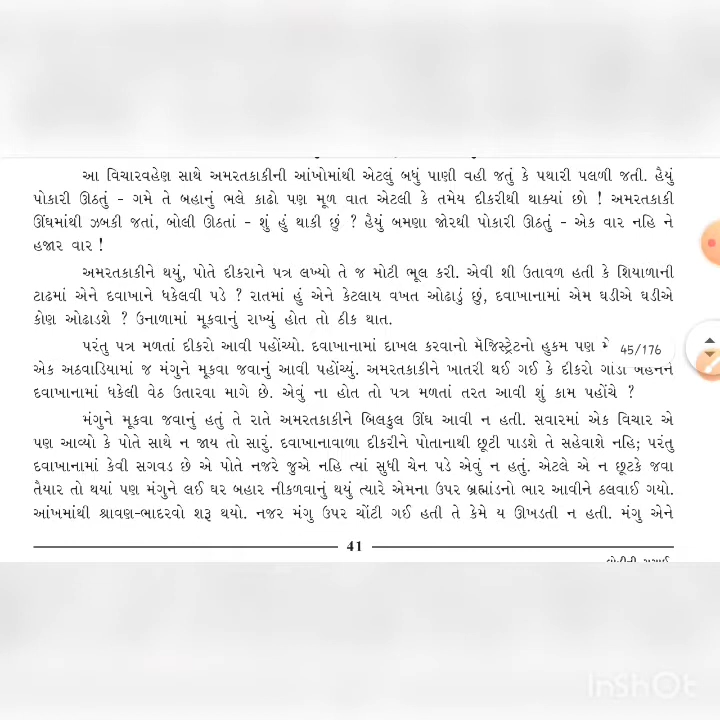 આ વિચારવહેણ સાથે અમરતકાકીની આંખોમાંથી એટલું બધું પાણી વહી જતું કે પથારી પલળી જતી. હૈયું
પોકારી ઊઠતું - ગમે તે બહાનું ભલે કાઢો પણ મૂળ વાત એટલી કે તમેય દીકરીથી થાક્યાં છો ! અમરતકાકી
ઊંઘમાંથી ઝબકી જતાં, બોલી ઊઠતાં - શું હું થાકી છું ? હૈયું બમણા જોરથી પોકારી ઊઠતું - એક વાર નહિ ને
હજાર વાર !
અમરતકાકીને થયું, પોતે દીકરાને પત્ર લખ્યો તે જ મોટી ભૂલ કરી. એવી શી ઉતાવળ હતી કે શિયાળાની
ટાઢમાં એને દવાખાને ધકેલવી પડે ? રાતમાં હું એને કેટલાય વખત ઓઢાડું છું, દવાખાનામાં એમ ઘડીએ ઘડીએ
કોણ ઓઢાડશે ? ઉનાળામાં મૂકવાનું રાખ્યું હોત તો ઠીક થાત.
પરંતુ પત્ર મળતાં દીકરો આવી પહોંચ્યો. દવાખાનામાં દાખલ કરવાનો મૅજિસ્ટ્રેટનો હુકમ પણ 45/176
એક અઠવાડિયામાં જ મંગુને મૂકવા જવાનું આવી પહોંચ્યું. અમરતકાકીને ખાતરી થઈ ગઈ કે દીકરો ગાંડી બહેનને
દવાખાનામાં ધકેલી વેઠ ઉતારવા માગે છે. એવું ના હોત તો પત્ર મળતાં તરત આવી શું કામ પહોંચે ?
મંગુને મૂકવા જવાનું હતું તે રાતે અમરતકાકીને બિલકુલ ઊંઘ આવી ન હતી. સવારમાં એક વિચાર એ
પણ આવ્યો કે પોતે સાથે ન જાય તો સારું. દવાખાનાવાળા દીકરીને પોતાનાથી છૂટી પાડશે તે સહેવાશે નહિ; પરંતુ
દવાખાનામાં કેવી સગવડ છે એ પોતે નજરે જુએ નહિ ત્યાં સુધી ચેન પડે એવું ન હતું. એટલે એ ન છૂટકે જવા
તૈયાર તો થયાં પણ મંગુને લઈ ઘર બહાર નીકળવાનું થયું ત્યારે એમના ઉપર બ્રહ્માંડનો ભાર આવીને ઠલવાઈ ગયો.
આંખમાંથી શ્રાવણ-ભાદરવો શરૂ થયો. નજર મંગુ ઉપર ચોંટી ગઈ હતી તે કેમે ય ઊખડતી ન હતી. મંગુ એને
41
InShOt